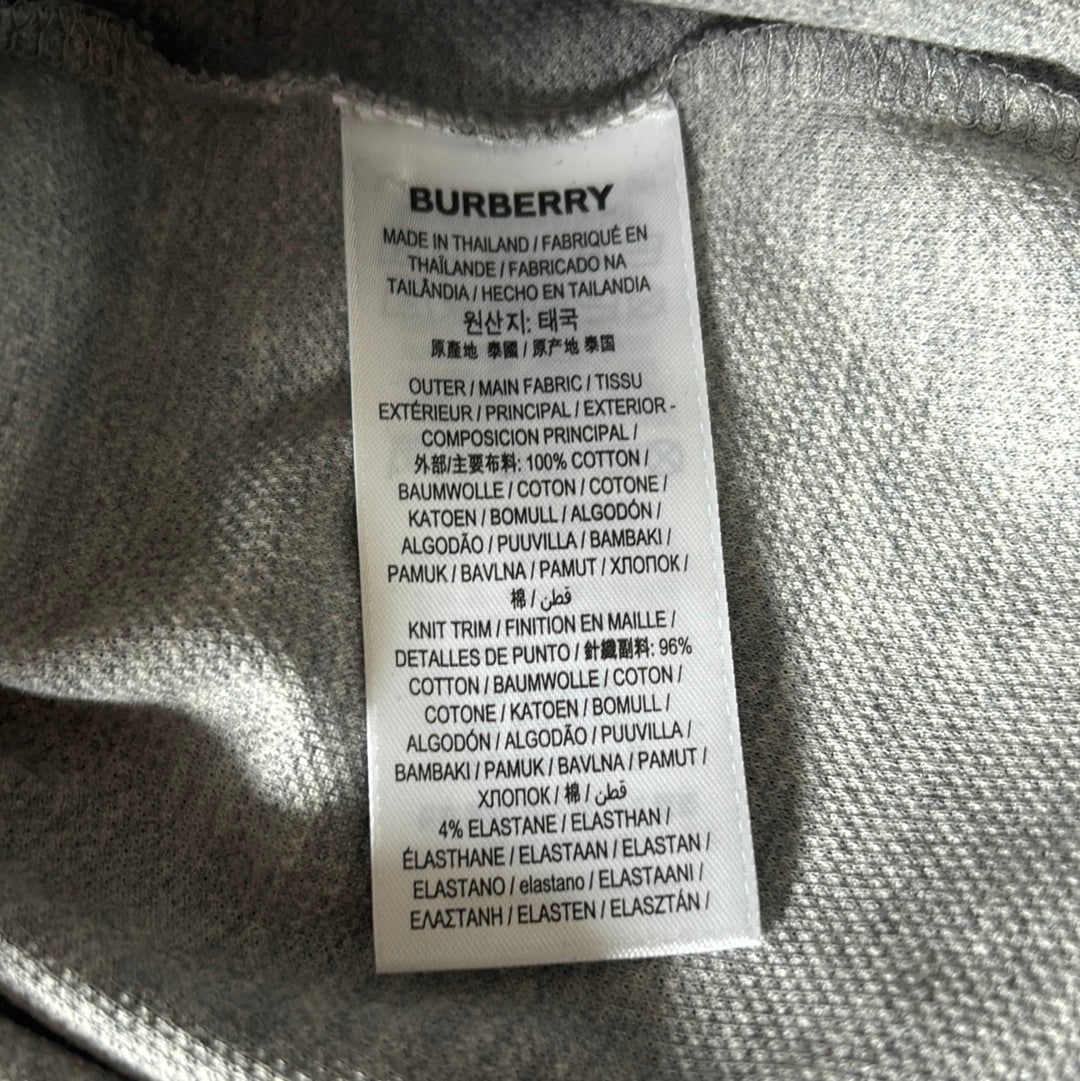 BURBERRY
MADE IN THAILAND / FABRIQUÉ EN
THAÏLANDE / FABRICADO NA
TAILÂNDIA / HECHO EN TAILANDIA
원산지: 태국
原產地 泰國 / 原产地 泰国
OUTER / MAIN FABRIC / TISSU
EXTÉRIEUR / PRINCIPAL / EXTERIOR -
COMPOSICION PRINCIPAL /
外部/主要布料: 100% COTTON /
BAUMWOLLE / COTON / COTONE /
KATOEN / BOMULL / ALGODÓN /
ALGODÃO / PUUVILLA / BAMBAKI /
PAMUK / BAVLNA / PAMUT / ХЛОПОК /
棉 / قطن
KNIT TRIM / FINITION EN MAILLE /
DETALLES DE PUNTO / 針織副料: 96%
COTTON / BAUMWOLLE / COTON /
COTONE / KATOEN / BOMULL /
ALGODÓN / ALGODÃO / PUUVILLA /
BAMBAKI / PAMUK / BAVLNA / PAMUT /
ХЛОПОК / 棉 / قطن
4% ELASTANE / ELASTHAN /
ÉLASTHANE / ELASTAAN / ELASTAN /
ELASTANO / elastano / ELASTAANI /
ΕΛΑΣΤΑΝΗ / ELASTEN / ELASZTÁN /